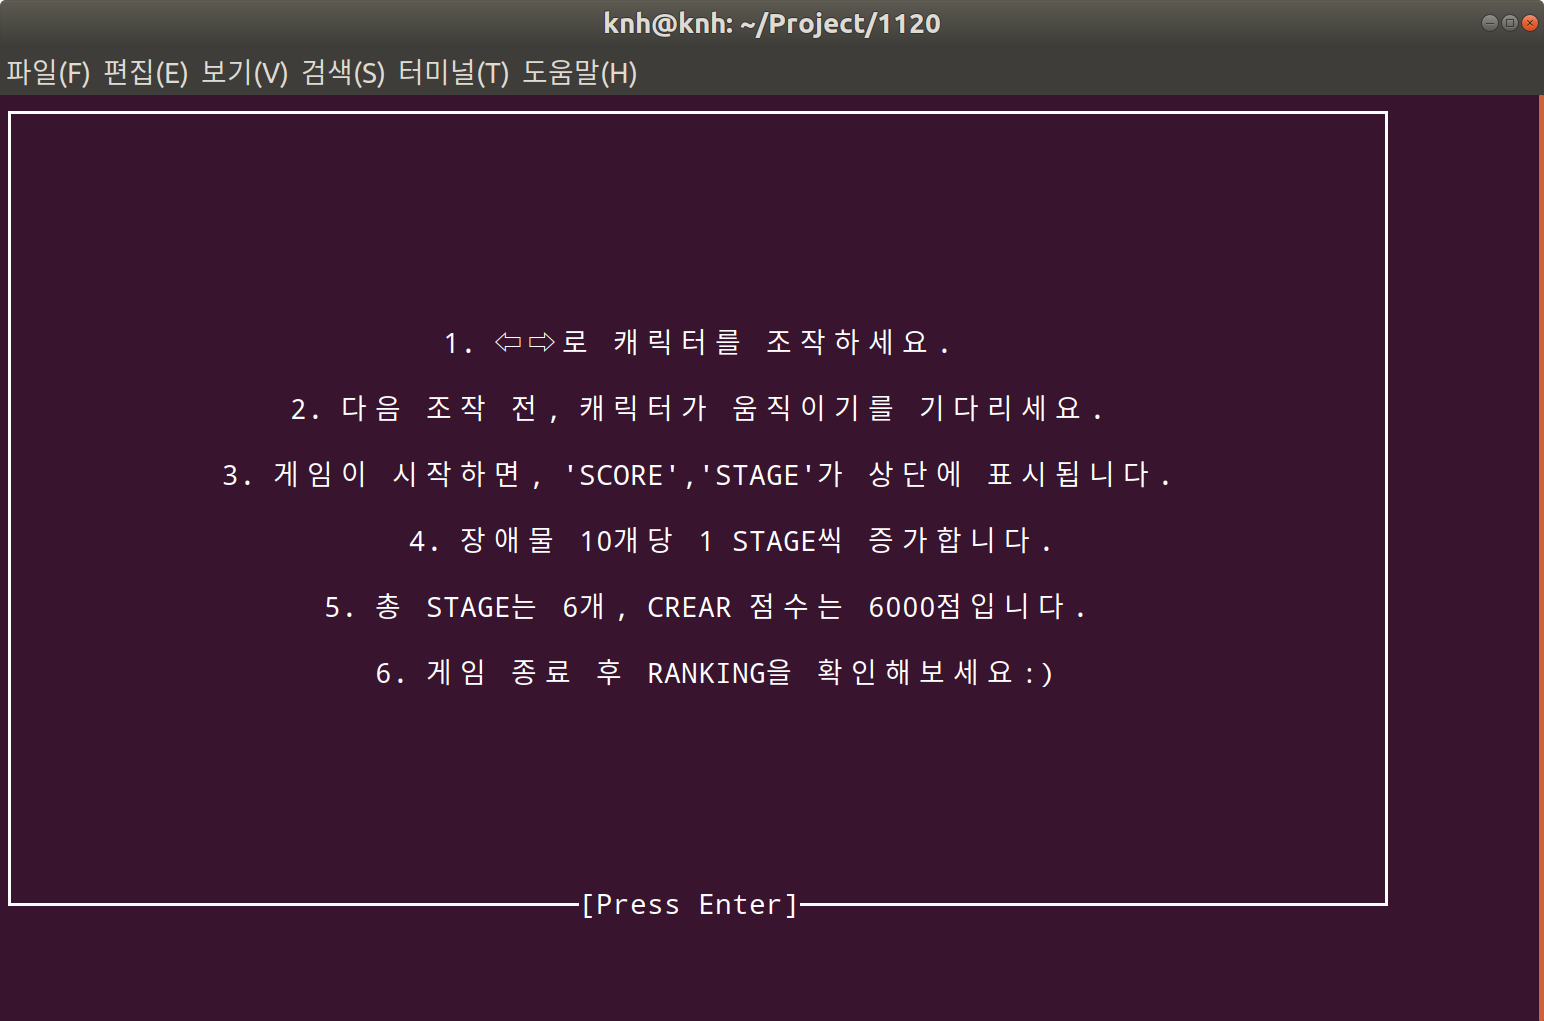 knh@knh: ~/Project/1120
파일(F) 편집(E) 보기(V) 검색(S) 터미널(T) 도움말(H)
1. ⇦⇨로 캐릭터를 조작하세요.
2. 다음 조작 전, 캐릭터가 움직이기를 기다리세요.
3. 게임이 시작하면, 'SCORE','STAGE'가 상단에 표시됩니다.
4. 장애물 10개당 1 STAGE씩 증가합니다.
5. 총 STAGE는 6개, CREAR 점수는 6000점입니다.
6. 게임 종료 후 RANKING을 확인해보세요:)
[Press Enter]